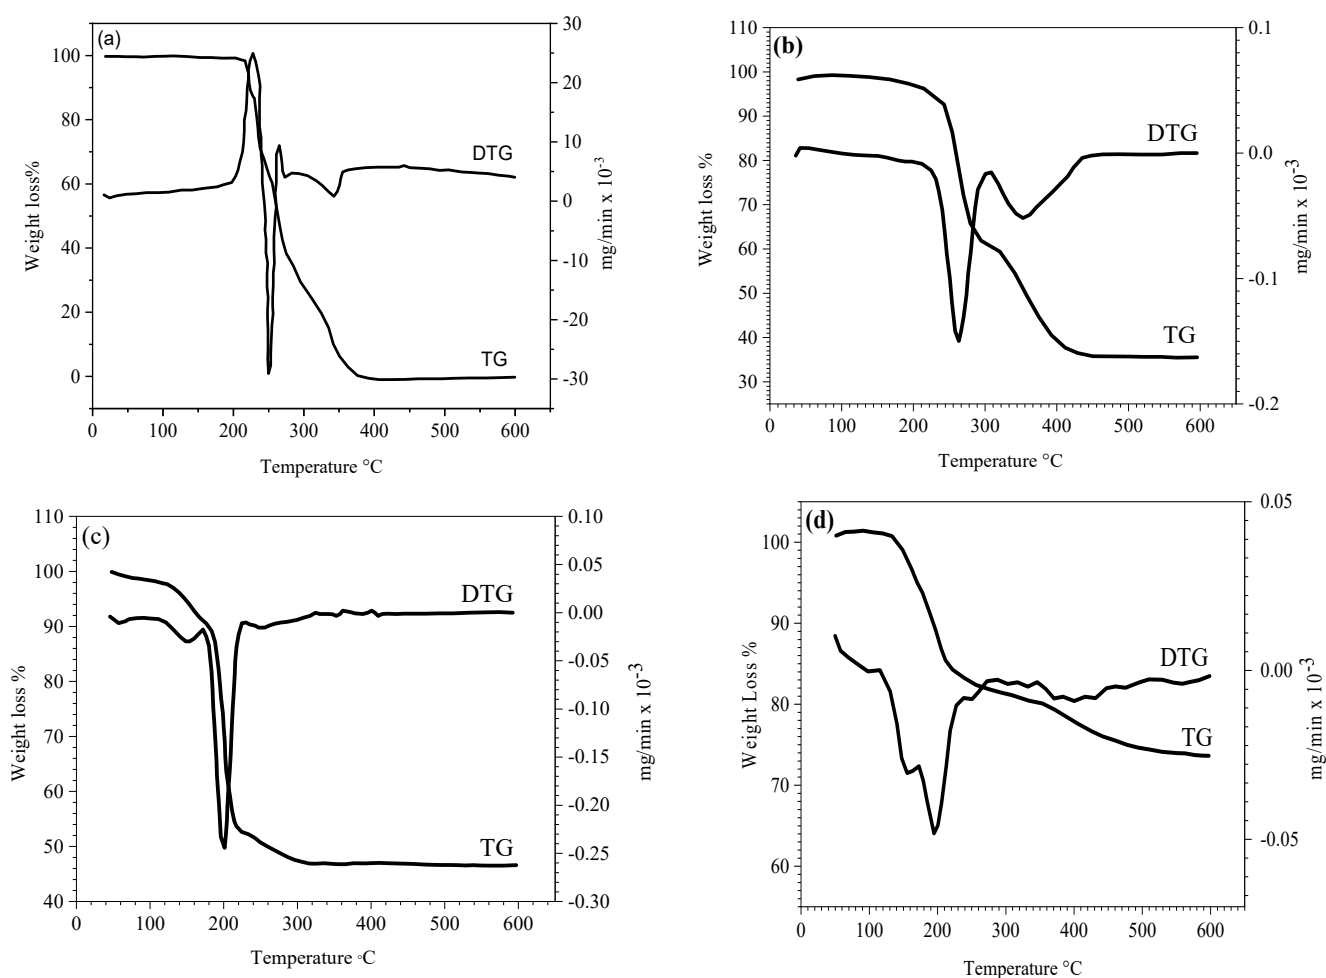 (a)
30
20
10
0
-10
-20
-30
100
80
60
40
20
0
0 100 200 300 400 500 600
Weight loss%
mg/min x 10⁻³
DTG
TG
Temperature °C
(b)
110
100
90
80
70
60
50
40
30
0.1
0.0
-0.1
-0.2
0 100 200 300 400 500 600
Weight loss %
mg/min x 10⁻³
DTG
TG
Temperature °C
(c)
110
100
90
80
70
60
50
40
0.10
0.05
0.00
-0.05
-0.10
-0.15
-0.20
-0.25
-0.30
0 100 200 300 400 500 600
Weight loss %
mg/min x 10⁻³
DTG
TG
Temperature ◦C
(d)
100
90
80
70
60
0.05
0.00
-0.05
0 100 200 300 400 500 600
Weight Loss %
mg/min x 10⁻³
DTG
TG
Temperature °C